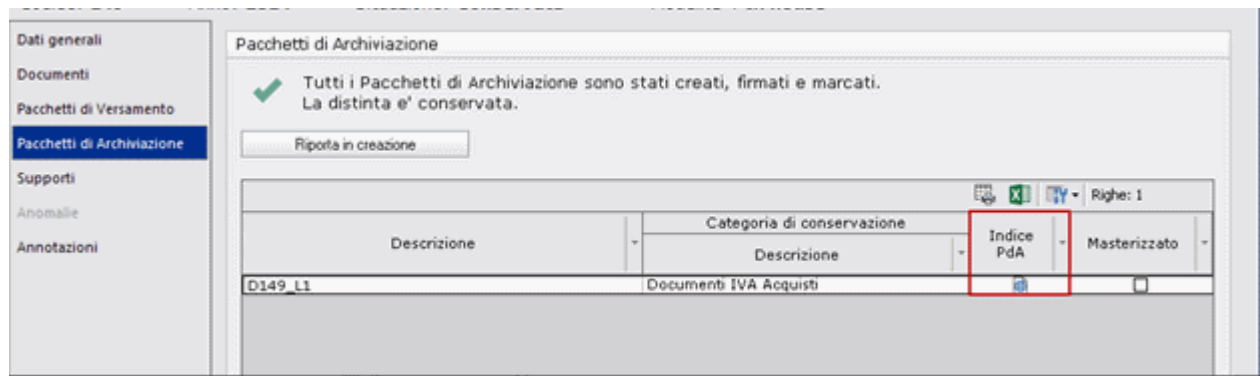 Dati generali
Documenti
Pacchetti di Versamento
Pacchetti di Archiviazione
Supporti
Anomalie
Annotazioni
Pacchetti di Archiviazione
Tutti i Pacchetti di Archiviazione sono stati creati, firmati e marcati.
La distinta e' conservata.
Riporta in creazione
Righe: 1
Descrizione
Categoria di conservazione
Descrizione
Indice
PdA
Masterizzato
D149_L1
Documenti IVA Acquisti